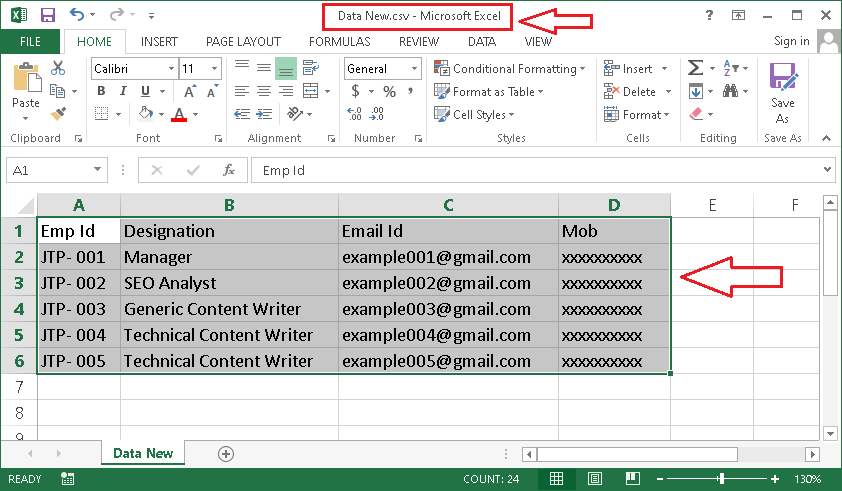 Data New.csv - Microsoft Excel
?
FILE HOME INSERT PAGE LAYOUT FORMULAS REVIEW DATA VIEW Sign in
Paste
Calibri 11
B I U A A
A
General
$ % ,
Conditional Formatting
Format as Table
Cell Styles
Insert
Delete
Format
Save As
Clipboard Font Alignment Number Styles Cells Editing Save As
A1 fx Emp Id
A B C D E F
1 Emp Id Designation Email Id Mob
2 JTP- 001 Manager example001@gmail.com xxxxxxxxxx
3 JTP- 002 SEO Analyst example002@gmail.com xxxxxxxxxx
4 JTP- 003 Generic Content Writer example003@gmail.com xxxxxxxxxx
5 JTP- 004 Technical Content Writer example004@gmail.com xxxxxxxxxx
6 JTP- 005 Technical Content Writer example005@gmail.com xxxxxxxxxx
7
8
9
Data New
READY COUNT: 24 130%